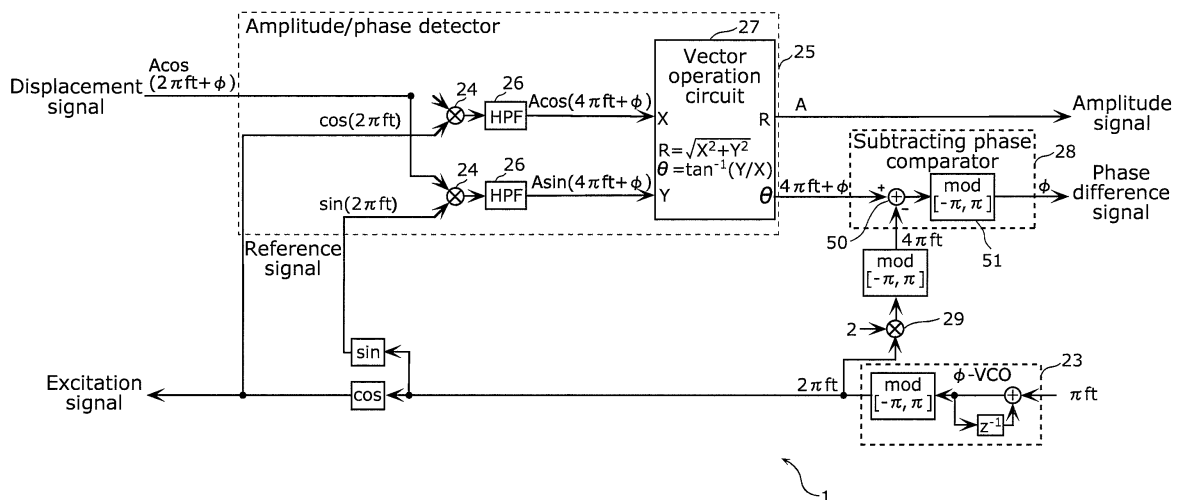 Amplitude/phase detector
27
25
Acos
(2πft+ϕ)
Displacement
signal
24
26
HPF
Acos(4πft+ϕ)
cos(2πft)
Vector
operation
circuit
X
R
R=√X²+Y²
θ=tan⁻¹(Y/X)
Y
θ
A
Amplitude
signal
Subtracting phase
comparator
28
24
26
HPF
Asin(4πft+ϕ)
sin(2πft)
4πft+ϕ
+
−
mod
[-π, π]
ϕ
Phase
difference
signal
50
4πft
51
Reference
signal
mod
[-π, π]
2
29
sin
cos
Excitation
signal
2πft
mod
[-π, π]
ϕ-VCO
23
z⁻¹
πft
1